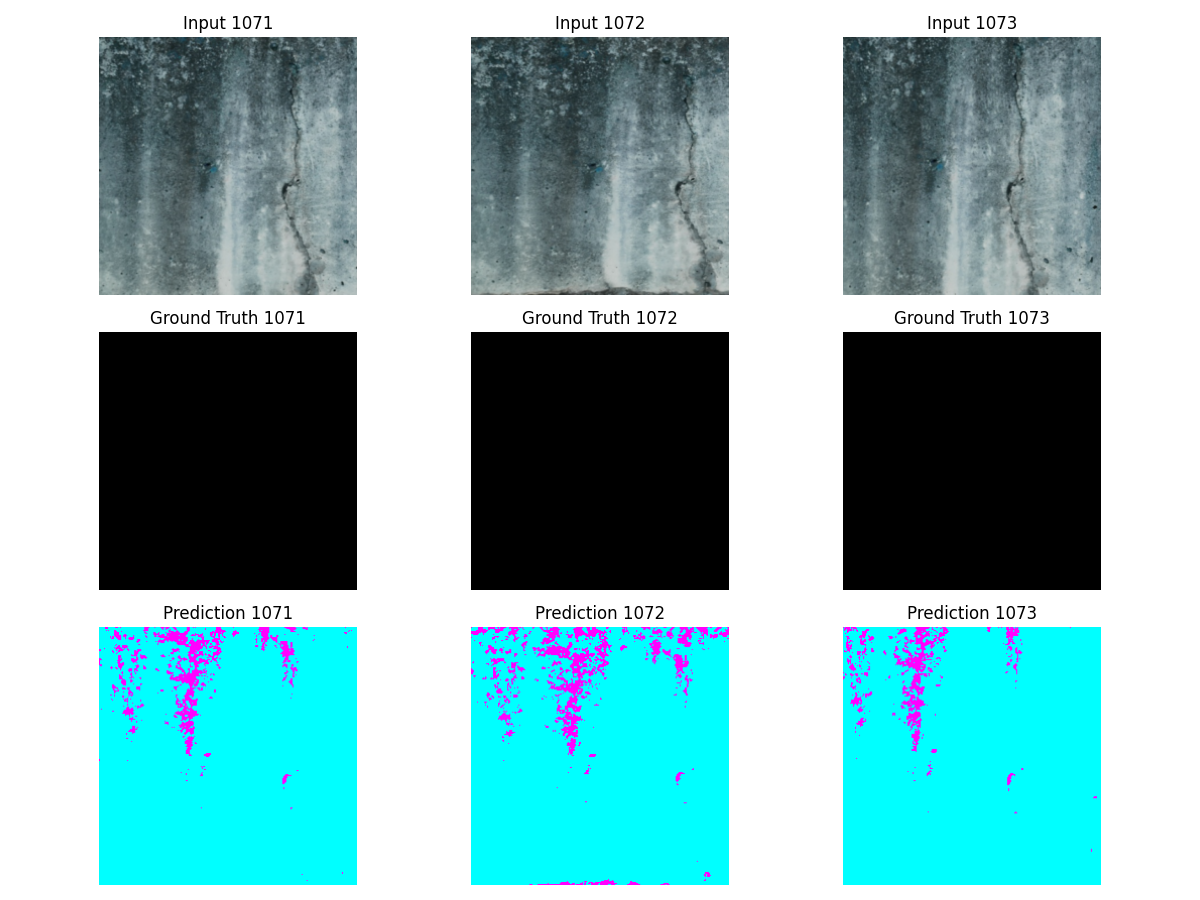 Input 1071
Input 1072
Input 1073
Ground Truth 1071
Ground Truth 1072
Ground Truth 1073
Prediction 1071
Prediction 1072
Prediction 1073